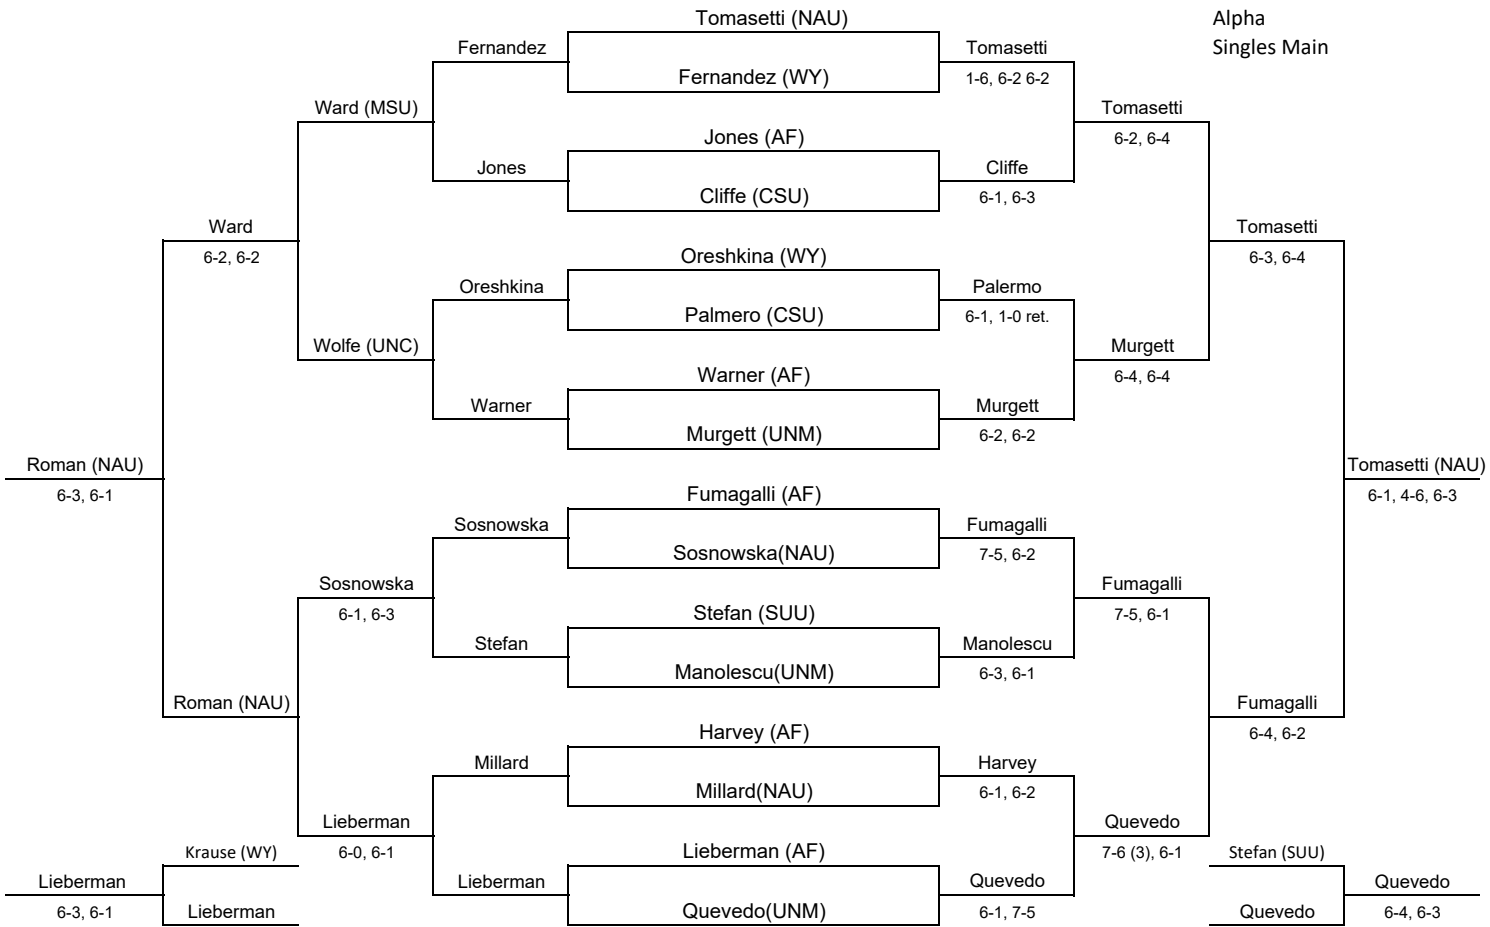 Tomasetti (NAU)
Alpha
Singles Main
Fernandez
Tomasetti
Fernandez (WY)
1-6, 6-2 6-2
Ward (MSU)
Tomasetti
Jones (AF)
6-2, 6-4
Jones
Cliffe
Cliffe (CSU)
6-1, 6-3
Ward
Tomasetti
6-2, 6-2
Oreshkina (WY)
6-3, 6-4
Oreshkina
Palermo
Palmero (CSU)
6-1, 1-0 ret.
Wolfe (UNC)
Murgett
Warner (AF)
6-4, 6-4
Warner
Murgett
Murgett (UNM)
6-2, 6-2
Roman (NAU)
Tomasetti (NAU)
6-3, 6-1
Fumagalli (AF)
6-1, 4-6, 6-3
Sosnowska
Fumagalli
Sosnowska(NAU)
7-5, 6-2
Sosnowska
Fumagalli
6-1, 6-3
Stefan (SUU)
7-5, 6-1
Stefan
Manolescu
Manolescu(UNM)
6-3, 6-1
Roman (NAU)
Fumagalli
Harvey (AF)
6-4, 6-2
Millard
Harvey
Millard(NAU)
6-1, 6-2
Lieberman
Quevedo
Krause (WY)
6-0, 6-1
Lieberman (AF)
7-6 (3), 6-1
Stefan (SUU)
Lieberman
Lieberman
Quevedo
Quevedo
6-3, 6-1
Lieberman
Quevedo(UNM)
6-1, 7-5
Quevedo
6-4, 6-3